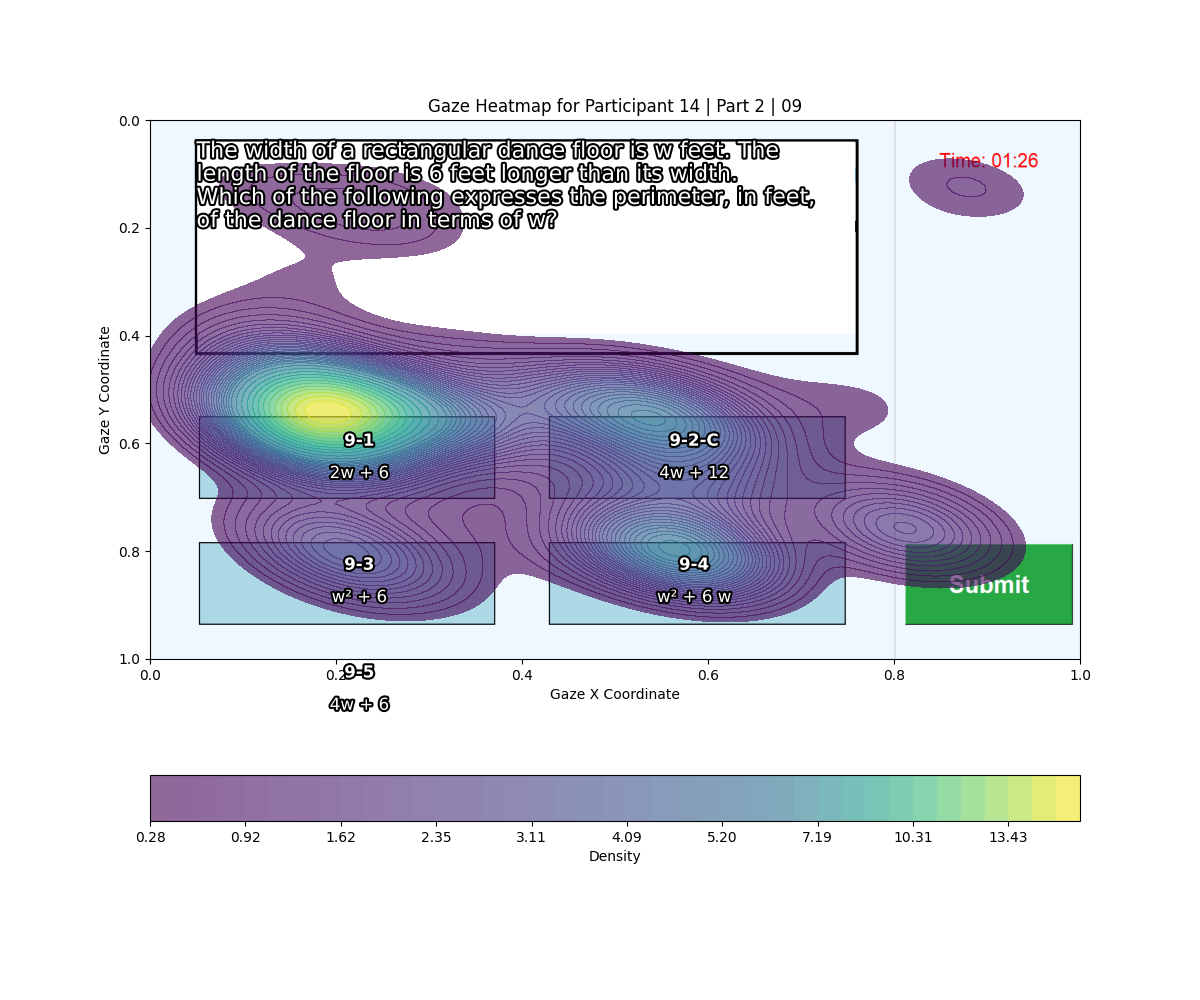 Gaze Heatmap for Participant 14 | Part 2 | 09
0.0
0.2
0.4
0.6
0.8
1.0
Gaze Y Coordinate
The width of a rectangular dance floor is w feet. The
length of the floor is 6 feet longer than its width.
Which of the following expresses the perimeter, in feet,
of the dance floor in terms of w?
Time: 01:26
9-1
2w + 6
9-2-C
4w + 12
9-3
w² + 6
9-4
w² + 6 w
Submit
9-5
4w + 6
0.0
0.2
0.4
0.6
0.8
1.0
Gaze X Coordinate
0.28
0.92
1.62
2.35
3.11
4.09
5.20
7.19
10.31
13.43
Density